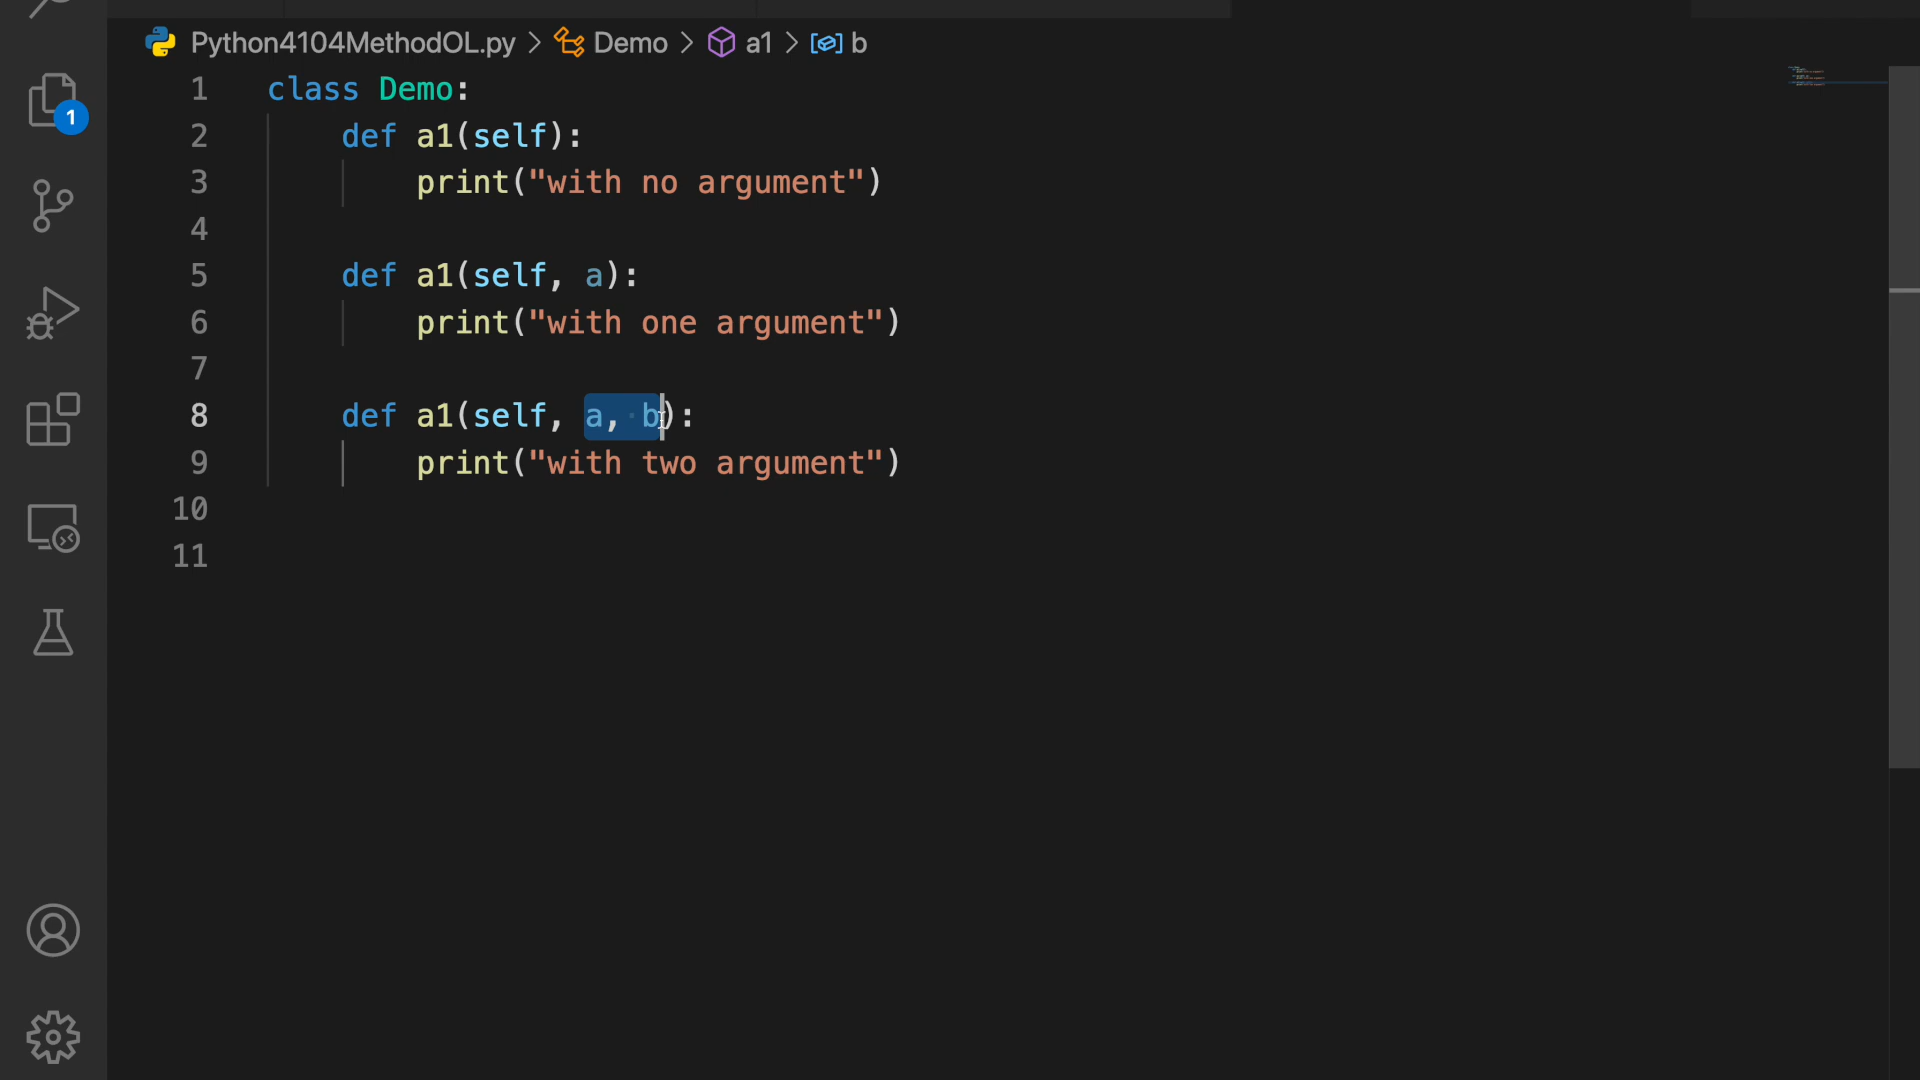 Python4104MethodOL.py > Demo > a1 > b
1 class Demo:
1
2 def a1(self):
3 print("with no argument")
4
5 def a1(self, a):
6 print("with one argument")
7
8 def a1(self, a, b):
9 print("with two argument")
10
11